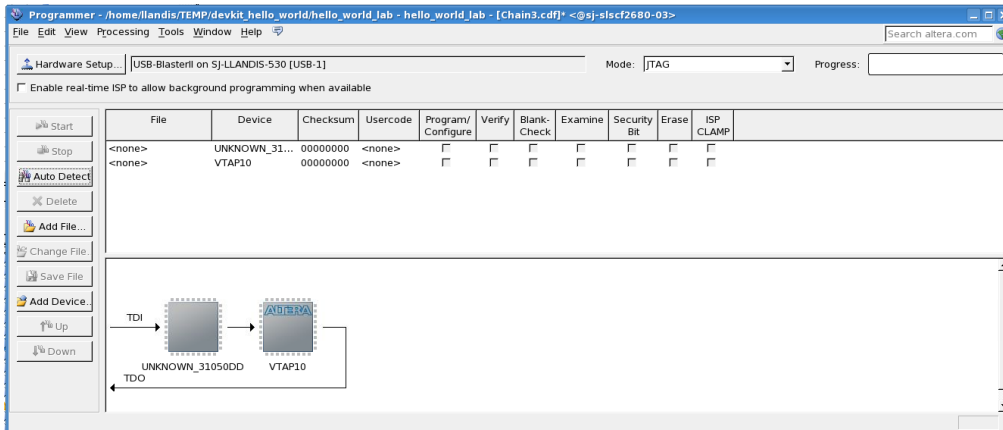 Programmer - /home/llandis/TEMP/devkit_hello_world/hello_world_lab - hello_world_lab - [Chain3.cdf]* <@sj-slscf2680-03>
File Edit View Processing Tools Window Help
Search altera.com
Hardware Setup... USB-BlasterII on SJ-LLANDIS-530 [USB-1] Mode: JTAG Progress:
Enable real-time ISP to allow background programming when available
Start
Stop
Auto Detect
Delete
Add File...
Change File.
Save File
Add Device.
Up
Down
File Device Checksum Usercode Program/ Configure Verify Blank- Check Examine Security Bit Erase ISP CLAMP
<none> UNKNOWN_31... 00000000 <none>
<none> VTAP10 00000000 <none>
ALTERA
TDI
UNKNOWN_31050DD VTAP10
TDO